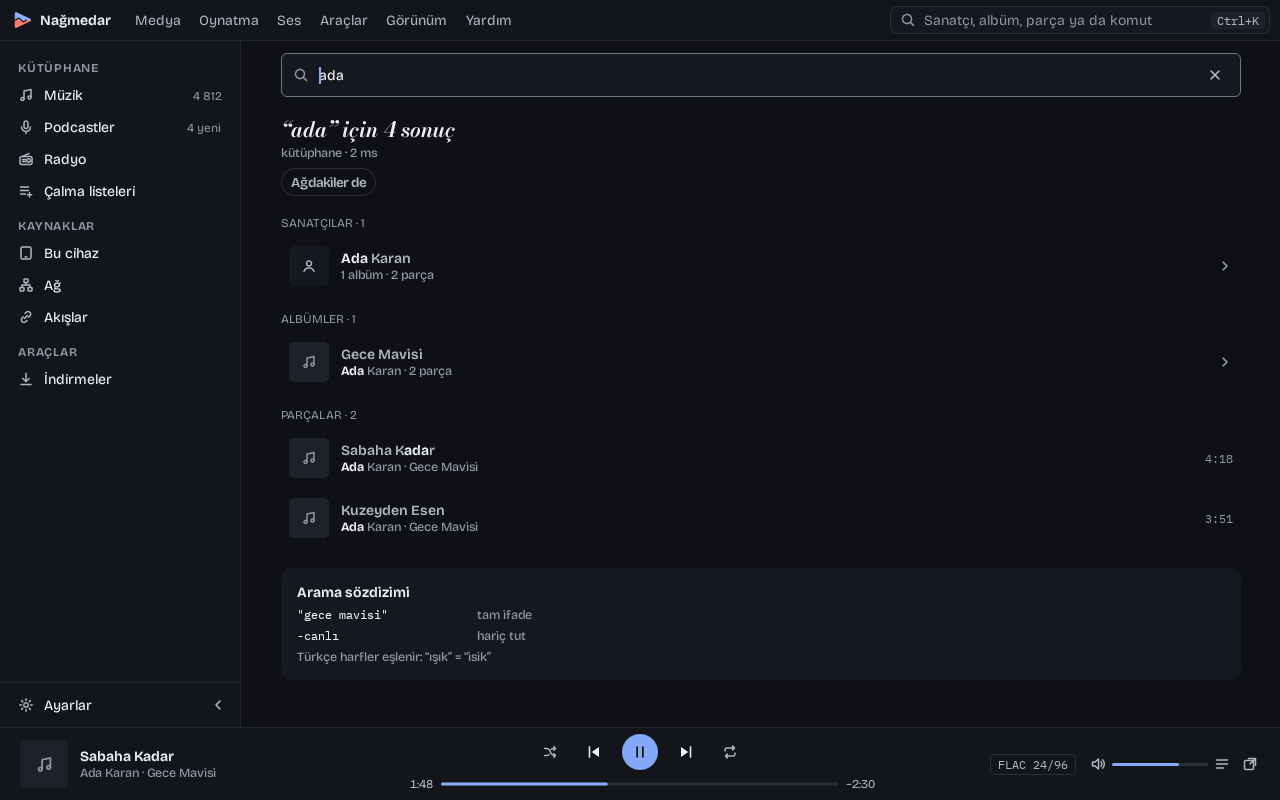 Nağmedar
Medya Oynatma Ses Araçlar Görünüm Yardım
Sanatçı, albüm, parça ya da komut Ctrl+K
KÜTÜPHANE
Müzik 4 812
Podcastler 4 yeni
Radyo
Çalma listeleri
KAYNAKLAR
Bu cihaz
Ağ
Akışlar
ARAÇLAR
İndirmeler
Ayarlar
ada
“ada” için 4 sonuç
kütüphane · 2 ms
Ağdakiler de
SANATÇILAR · 1
Ada Karan
1 albüm · 2 parça
ALBÜMLER · 1
Gece Mavisi
Ada Karan · 2 parça
PARÇALAR · 2
Sabaha Kadar
Ada Karan · Gece Mavisi
4:18
Kuzeyden Esen
Ada Karan · Gece Mavisi
3:51
Arama sözdizimi
"gece mavisi" tam ifade
-canlı hariç tut
Türkçe harfler eşlenir: “ışık” = “isik”
Sabaha Kadar
Ada Karan · Gece Mavisi
1:48 −2:30
FLAC 24/96